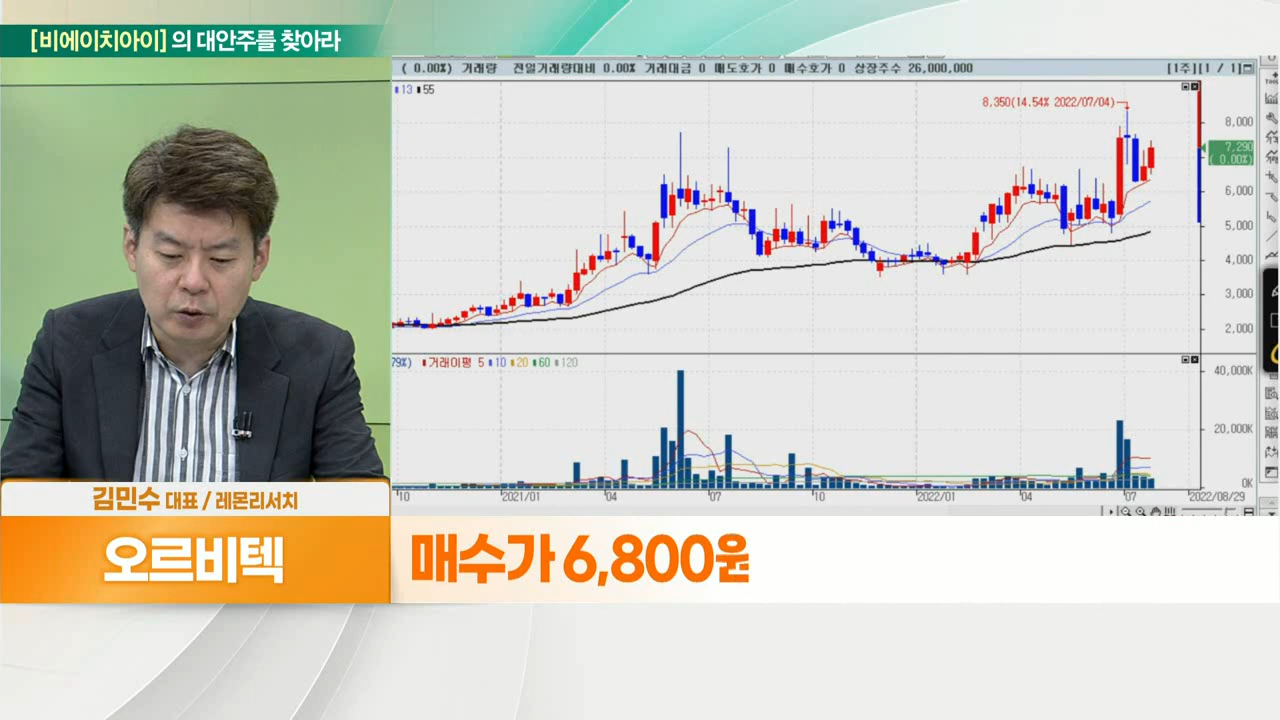 [비에이치아이] 의 대안주를 찾아라
( 0.00%) 거래량 전일거래량대비 0.00% 거래대금 0 매도호가 0 매수호가 0 상장주수 26,000,000
[1주][1 / 1]
13 55
8,350(14.54% 2022/07/04)
8,000
7,290
( 0.00%)
6,000
5,000
4,000
3,000
2,000
79%) 거래이평 5 10 20 60 120
40,000K
20,000K
0K
10 2021/01 04 07 10 2022/01 04 07 2022/08/29
김민수 대표 / 레몬리서치
오르비텍
매수가 6,800원